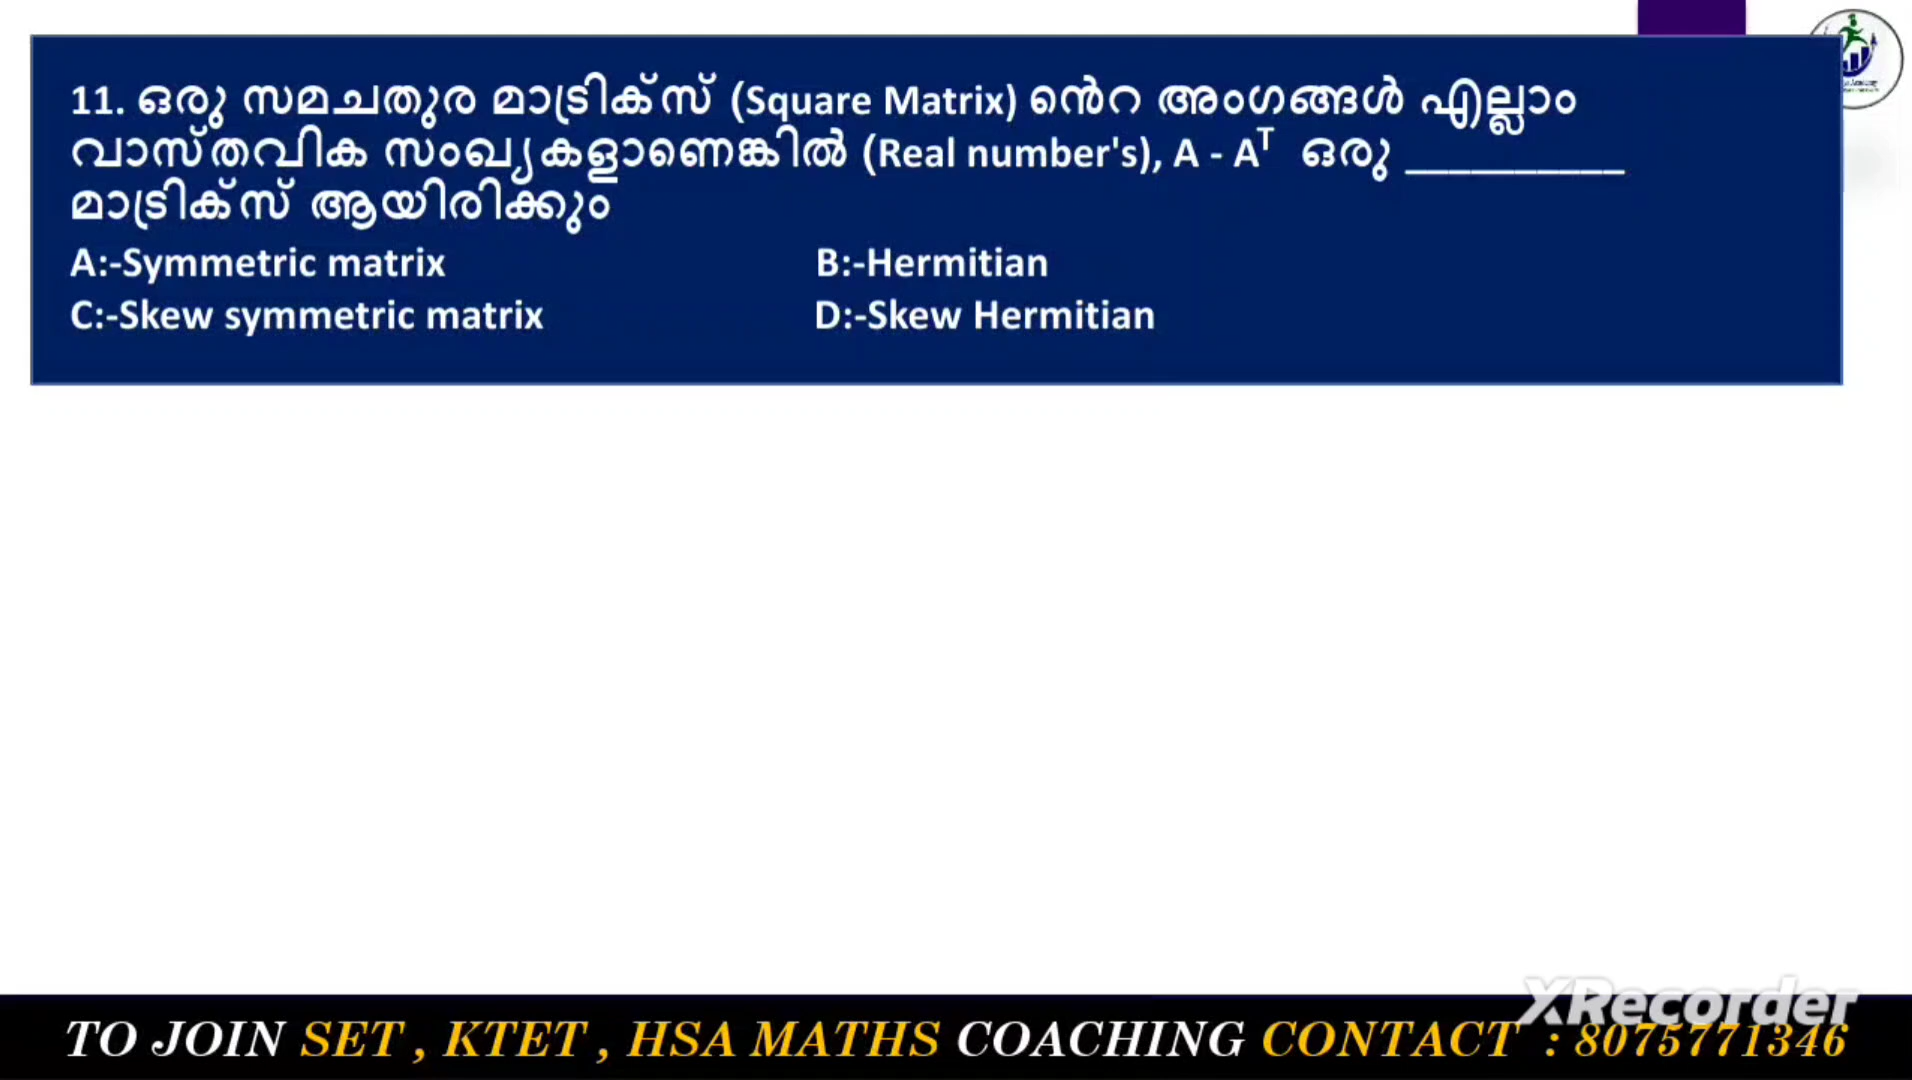 11. ഒരു സമചതുര മാട്രിക്സ് (Square Matrix) ൻെറ അംഗങ്ങൾ എല്ലാം
വാസ്തവിക സംഖ്യകളാണെങ്കിൽ (Real number's), A - Aᵀ ഒരു __________
മാട്രിക്സ് ആയിരിക്കും
A:-Symmetric matrix B:-Hermitian
C:-Skew symmetric matrix D:-Skew Hermitian
XRecorder
TO JOIN SET , KTET , HSA MATHS COACHING CONTACT : 8075771346